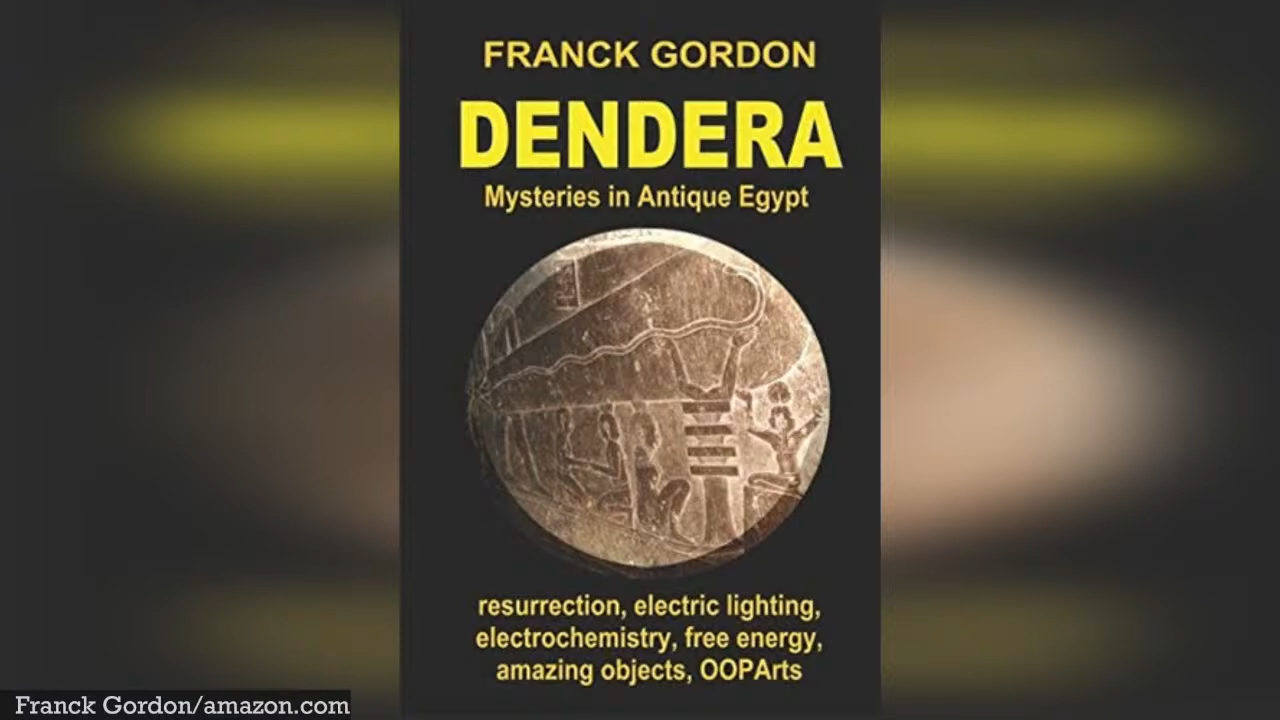 FRANCK GORDON
DENDERA
Mysteries in Antique Egypt
resurrection, electric lighting,
electrochemistry, free energy,
amazing objects, OOPArts
Franck Gordon/amazon.com